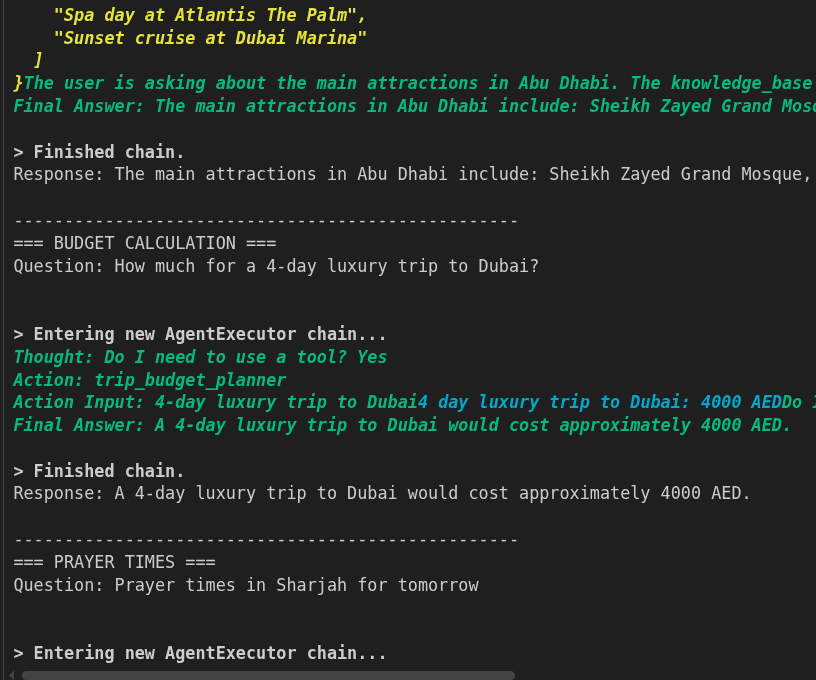 "Spa day at Atlantis The Palm",
"Sunset cruise at Dubai Marina"
]
}The user is asking about the main attractions in Abu Dhabi. The knowledge_base
Final Answer: The main attractions in Abu Dhabi include: Sheikh Zayed Grand
> Finished chain.
Response: The main attractions in Abu Dhabi include: Sheikh Zayed Grand Mosque,
--------------------------------------------------
=== BUDGET CALCULATION ===
Question: How much for a 4-day luxury trip to Dubai?
> Entering new AgentExecutor chain...
Thought: Do I need to use a tool? Yes
Action: trip_budget_planner
Action Input: 4-day luxury trip to Dubai4 day luxury trip to Dubai: 4000 AEDDo
Final Answer: A 4-day luxury trip to Dubai would cost approximately 4000 AED.
> Finished chain.
Response: A 4-day luxury trip to Dubai would cost approximately 4000 AED.
--------------------------------------------------
=== PRAYER TIMES ===
Question: Prayer times in Sharjah for tomorrow
> Entering new AgentExecutor chain...